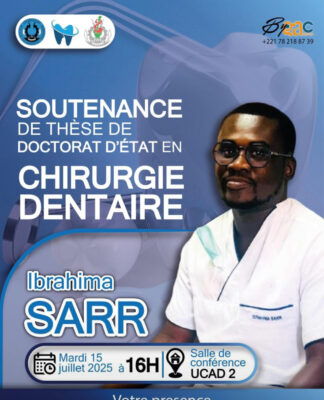 +221 78 218 87 39
SOUTENANCE
DE THÈSE DE
DOCTORAT D'ÉTAT EN
CHIRURGIE
DENTAIRE
Ibrahima
SARR
Mardi 15
juillet 2025
à 16H
Salle de
conférence
UCAD 2
Votre presence